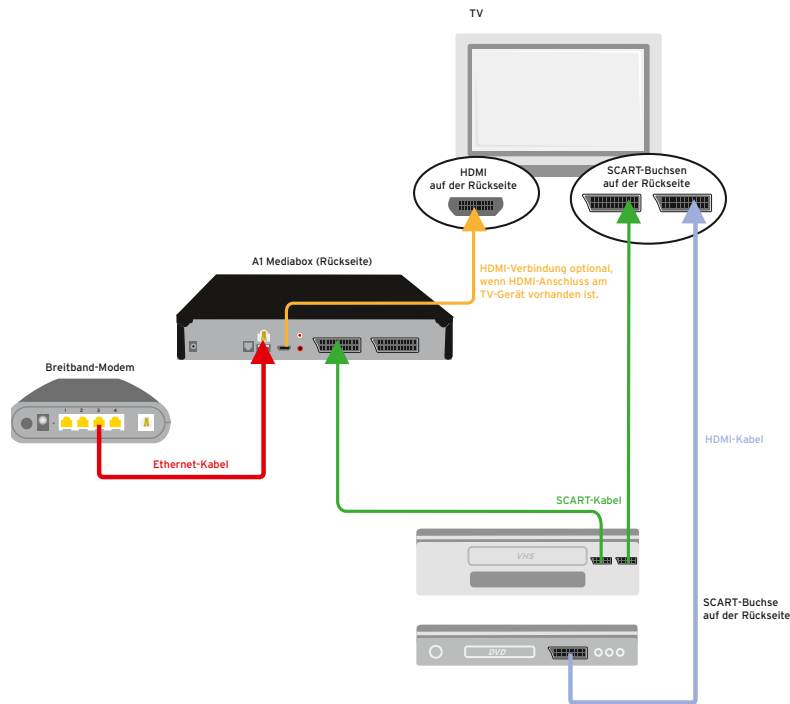 TV
HDMI
auf der Rückseite
SCART-Buchsen
auf der Rückseite
A1 Mediabox (Rückseite)
HDMI-Verbindung optional,
wenn HDMI-Anschluss am
TV-Gerät vorhanden ist.
Breitband-Modem
1 2 3 4
Ethernet-Kabel
HDMI-Kabel
SCART-Kabel
VHS
SCART-Buchse
auf der Rückseite
DVD